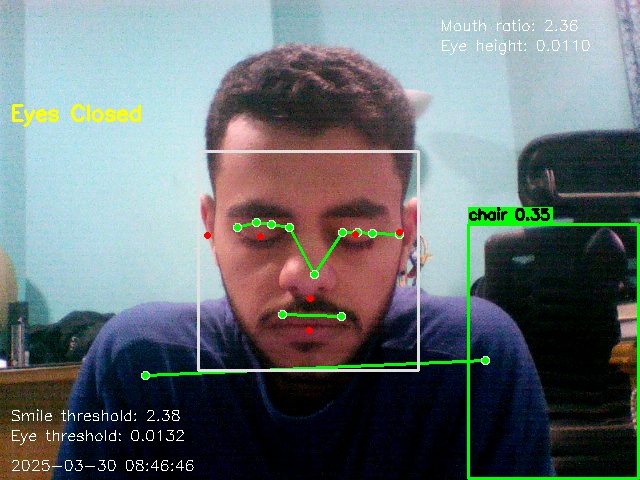 Mouth ratio: 2.36
Eye height: 0.0110
Eyes Closed
chair 0.35
Smile threshold: 2.38
Eye threshold: 0.0132
2025-03-30 08:46:46